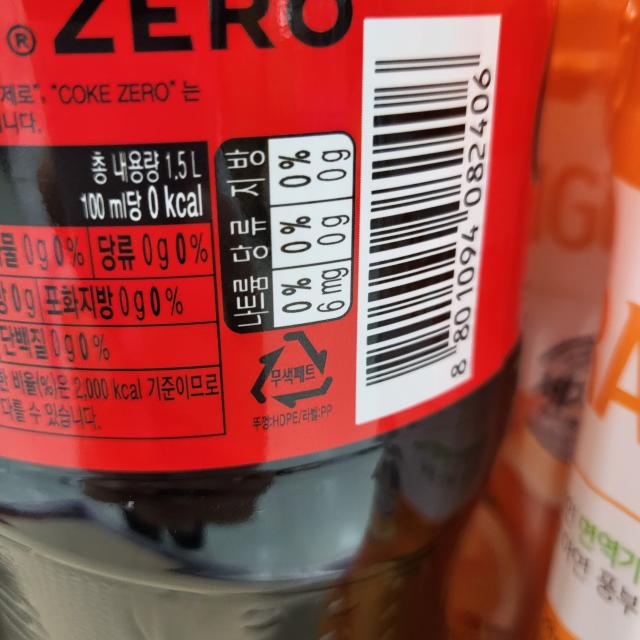 ® ZERO
제로", "COKE ZERO" 는
니다.
총 내용량 1.5 L
100 ml당 0 kcal
0 g 0 % 당류 0 g 0 %
0 g 포화지방 0 g 0 %
단백질 0 g 0 %
비율(%)은 2,000 kcal 기준이므로
다를 수 있습니다.
지방 0 % 0 g
당류 0 % 0 g
나트륨 0 % 6 mg
무색페트
뚜껑:HDPE/라벨:PP
8 801094 082406
면역기
풍부